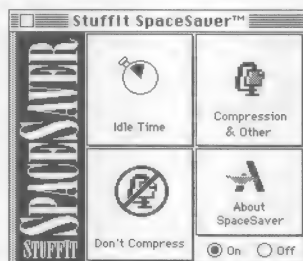 StuffIt SpaceSaver™
STUFFIT SPACESAVER
Idle Time
Compression
& Other
Don't Compress
About
SpaceSaver
On Off